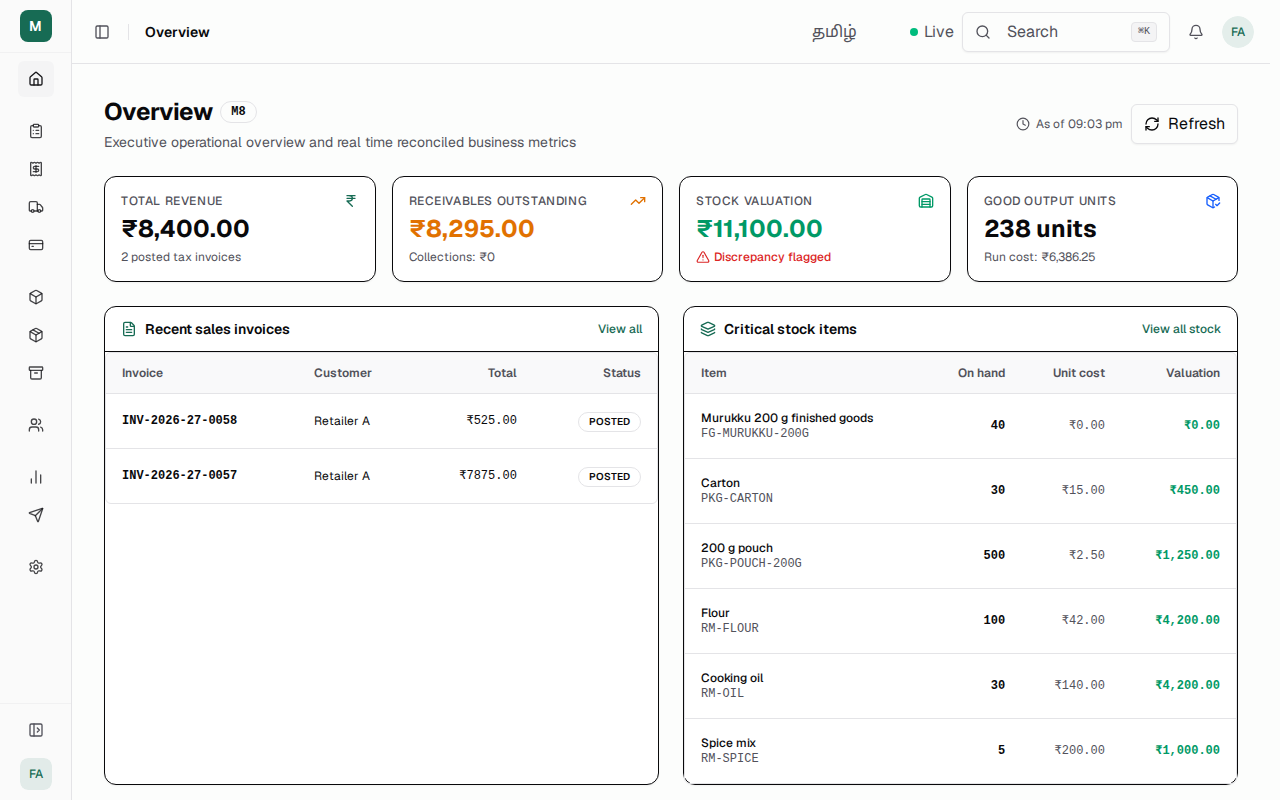 M
Overview
தமிழ்
Live
Search
⌘K
FA
Overview M8
Executive operational overview and real time reconciled business metrics
As of 09:03 pm
Refresh
TOTAL REVENUE ₹
₹8,400.00
2 posted tax invoices
RECEIVABLES OUTSTANDING
₹8,295.00
Collections: ₹0
STOCK VALUATION
₹11,100.00
Discrepancy flagged
GOOD OUTPUT UNITS
238 units
Run cost: ₹6,386.25
Recent sales invoices View all
Invoice Customer Total Status
INV-2026-27-0058 Retailer A ₹525.00 POSTED
INV-2026-27-0057 Retailer A ₹7875.00 POSTED
Critical stock items View all stock
Item On hand Unit cost Valuation
Murukku 200 g finished goods
FG-MURUKKU-200G 40 ₹0.00 ₹0.00
Carton
PKG-CARTON 30 ₹15.00 ₹450.00
200 g pouch
PKG-POUCH-200G 500 ₹2.50 ₹1,250.00
Flour
RM-FLOUR 100 ₹42.00 ₹4,200.00
Cooking oil
RM-OIL 30 ₹140.00 ₹4,200.00
Spice mix
RM-SPICE 5 ₹200.00 ₹1,000.00
FA